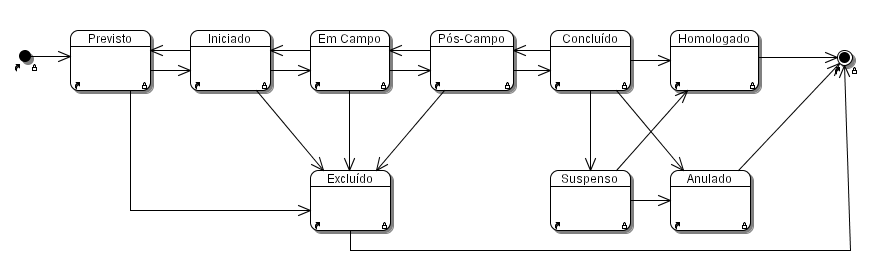 Previsto
Iniciado
Em Campo
Pós-Campo
Concluído
Homologado
Excluído
Suspenso
Anulado